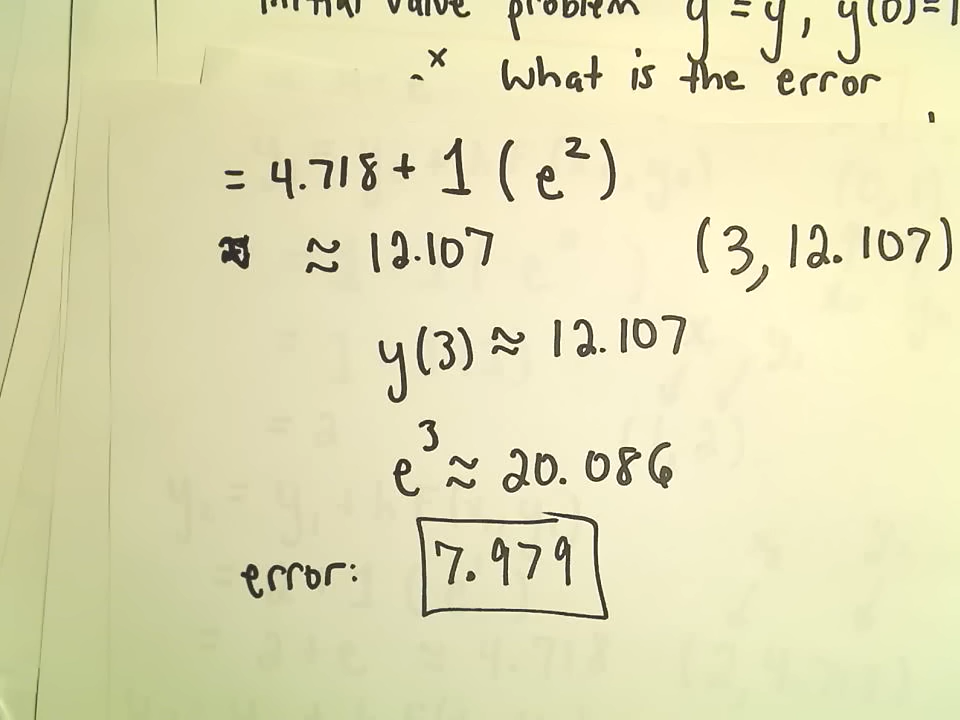 initial value problem y' = y, y(0)=1
x What is the error
= 4.718 + 1 (e²)
≈ 12.107 (3, 12.107)
y(3) ≈ 12.107
e³ ≈ 20.086
error: 7.979